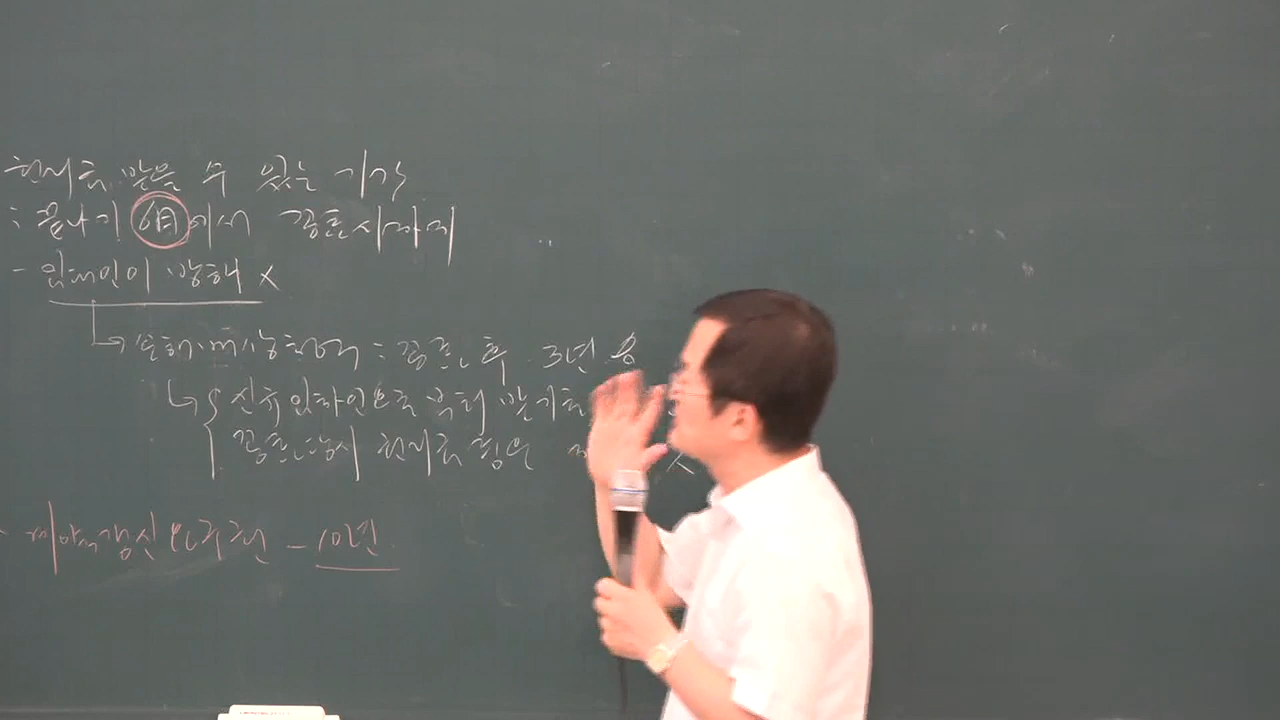 권리금 받을 수 있는 기간
: 끝나기 6月에서 종료시까지
- 임대인이 방해 X
손해배상청구 : 종료 후 3년
신규임차인으로부터 받기로
종료당시 권리금 X
계약갱신요구권 - 10년